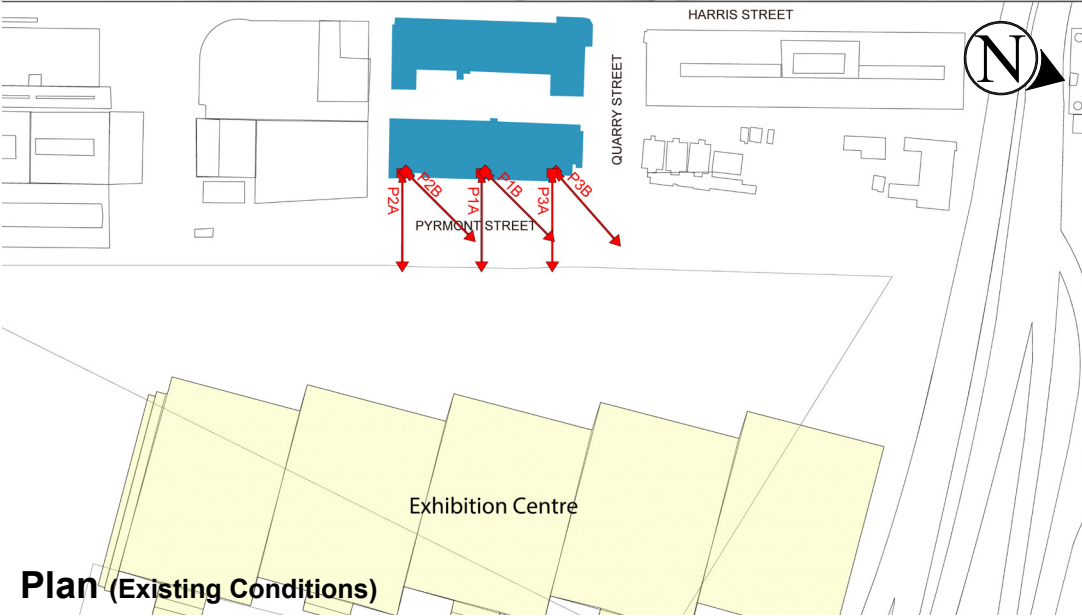 HARRIS STREET
N
QUARRY STREET
P2A
P2B
P1A
P1B
P3A
P3B
PYRMONT STREET
Exhibition Centre
Plan (Existing Conditions)